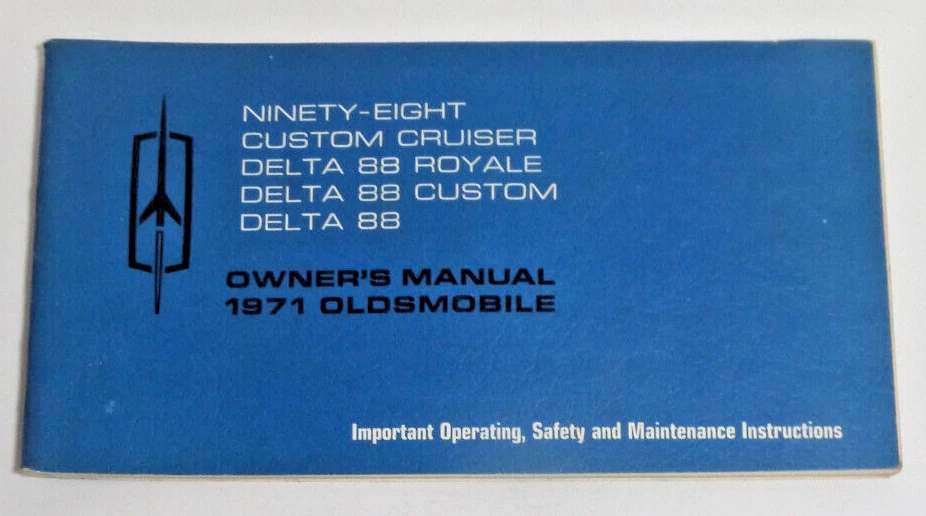 NINETY-EIGHT
CUSTOM CRUISER
DELTA 88 ROYALE
DELTA 88 CUSTOM
DELTA 88
OWNER'S MANUAL
1971 OLDSMOBILE
Important Operating, Safety and Maintenance Instructions